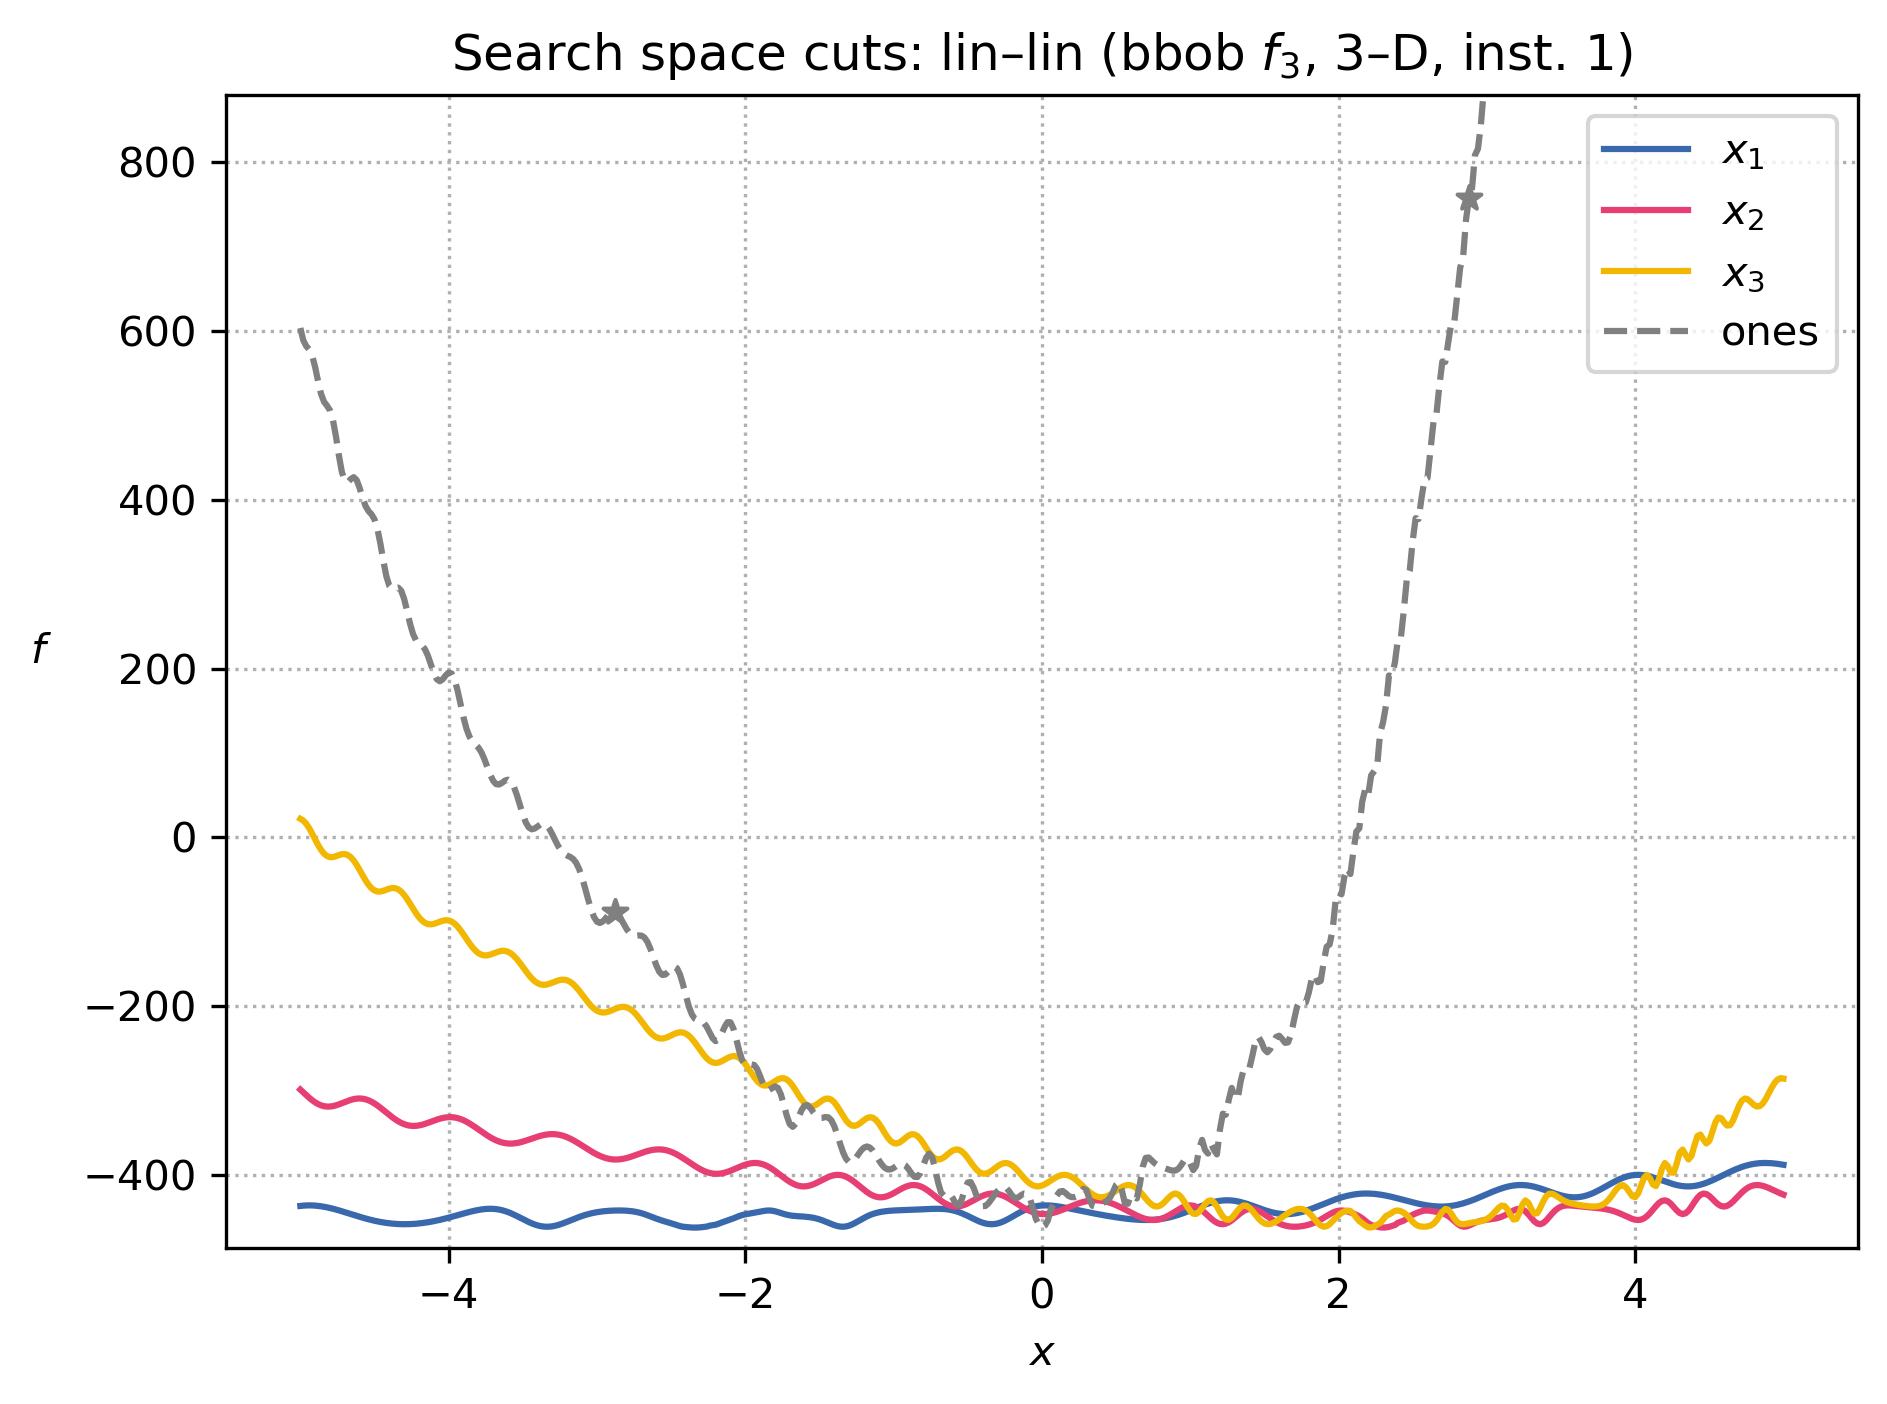 Search space cuts: lin–lin (bbob f3, 3–D, inst. 1)
x1
x2
x3
ones
f
800
600
400
200
0
−200
−400
−4
−2
0
2
4
x